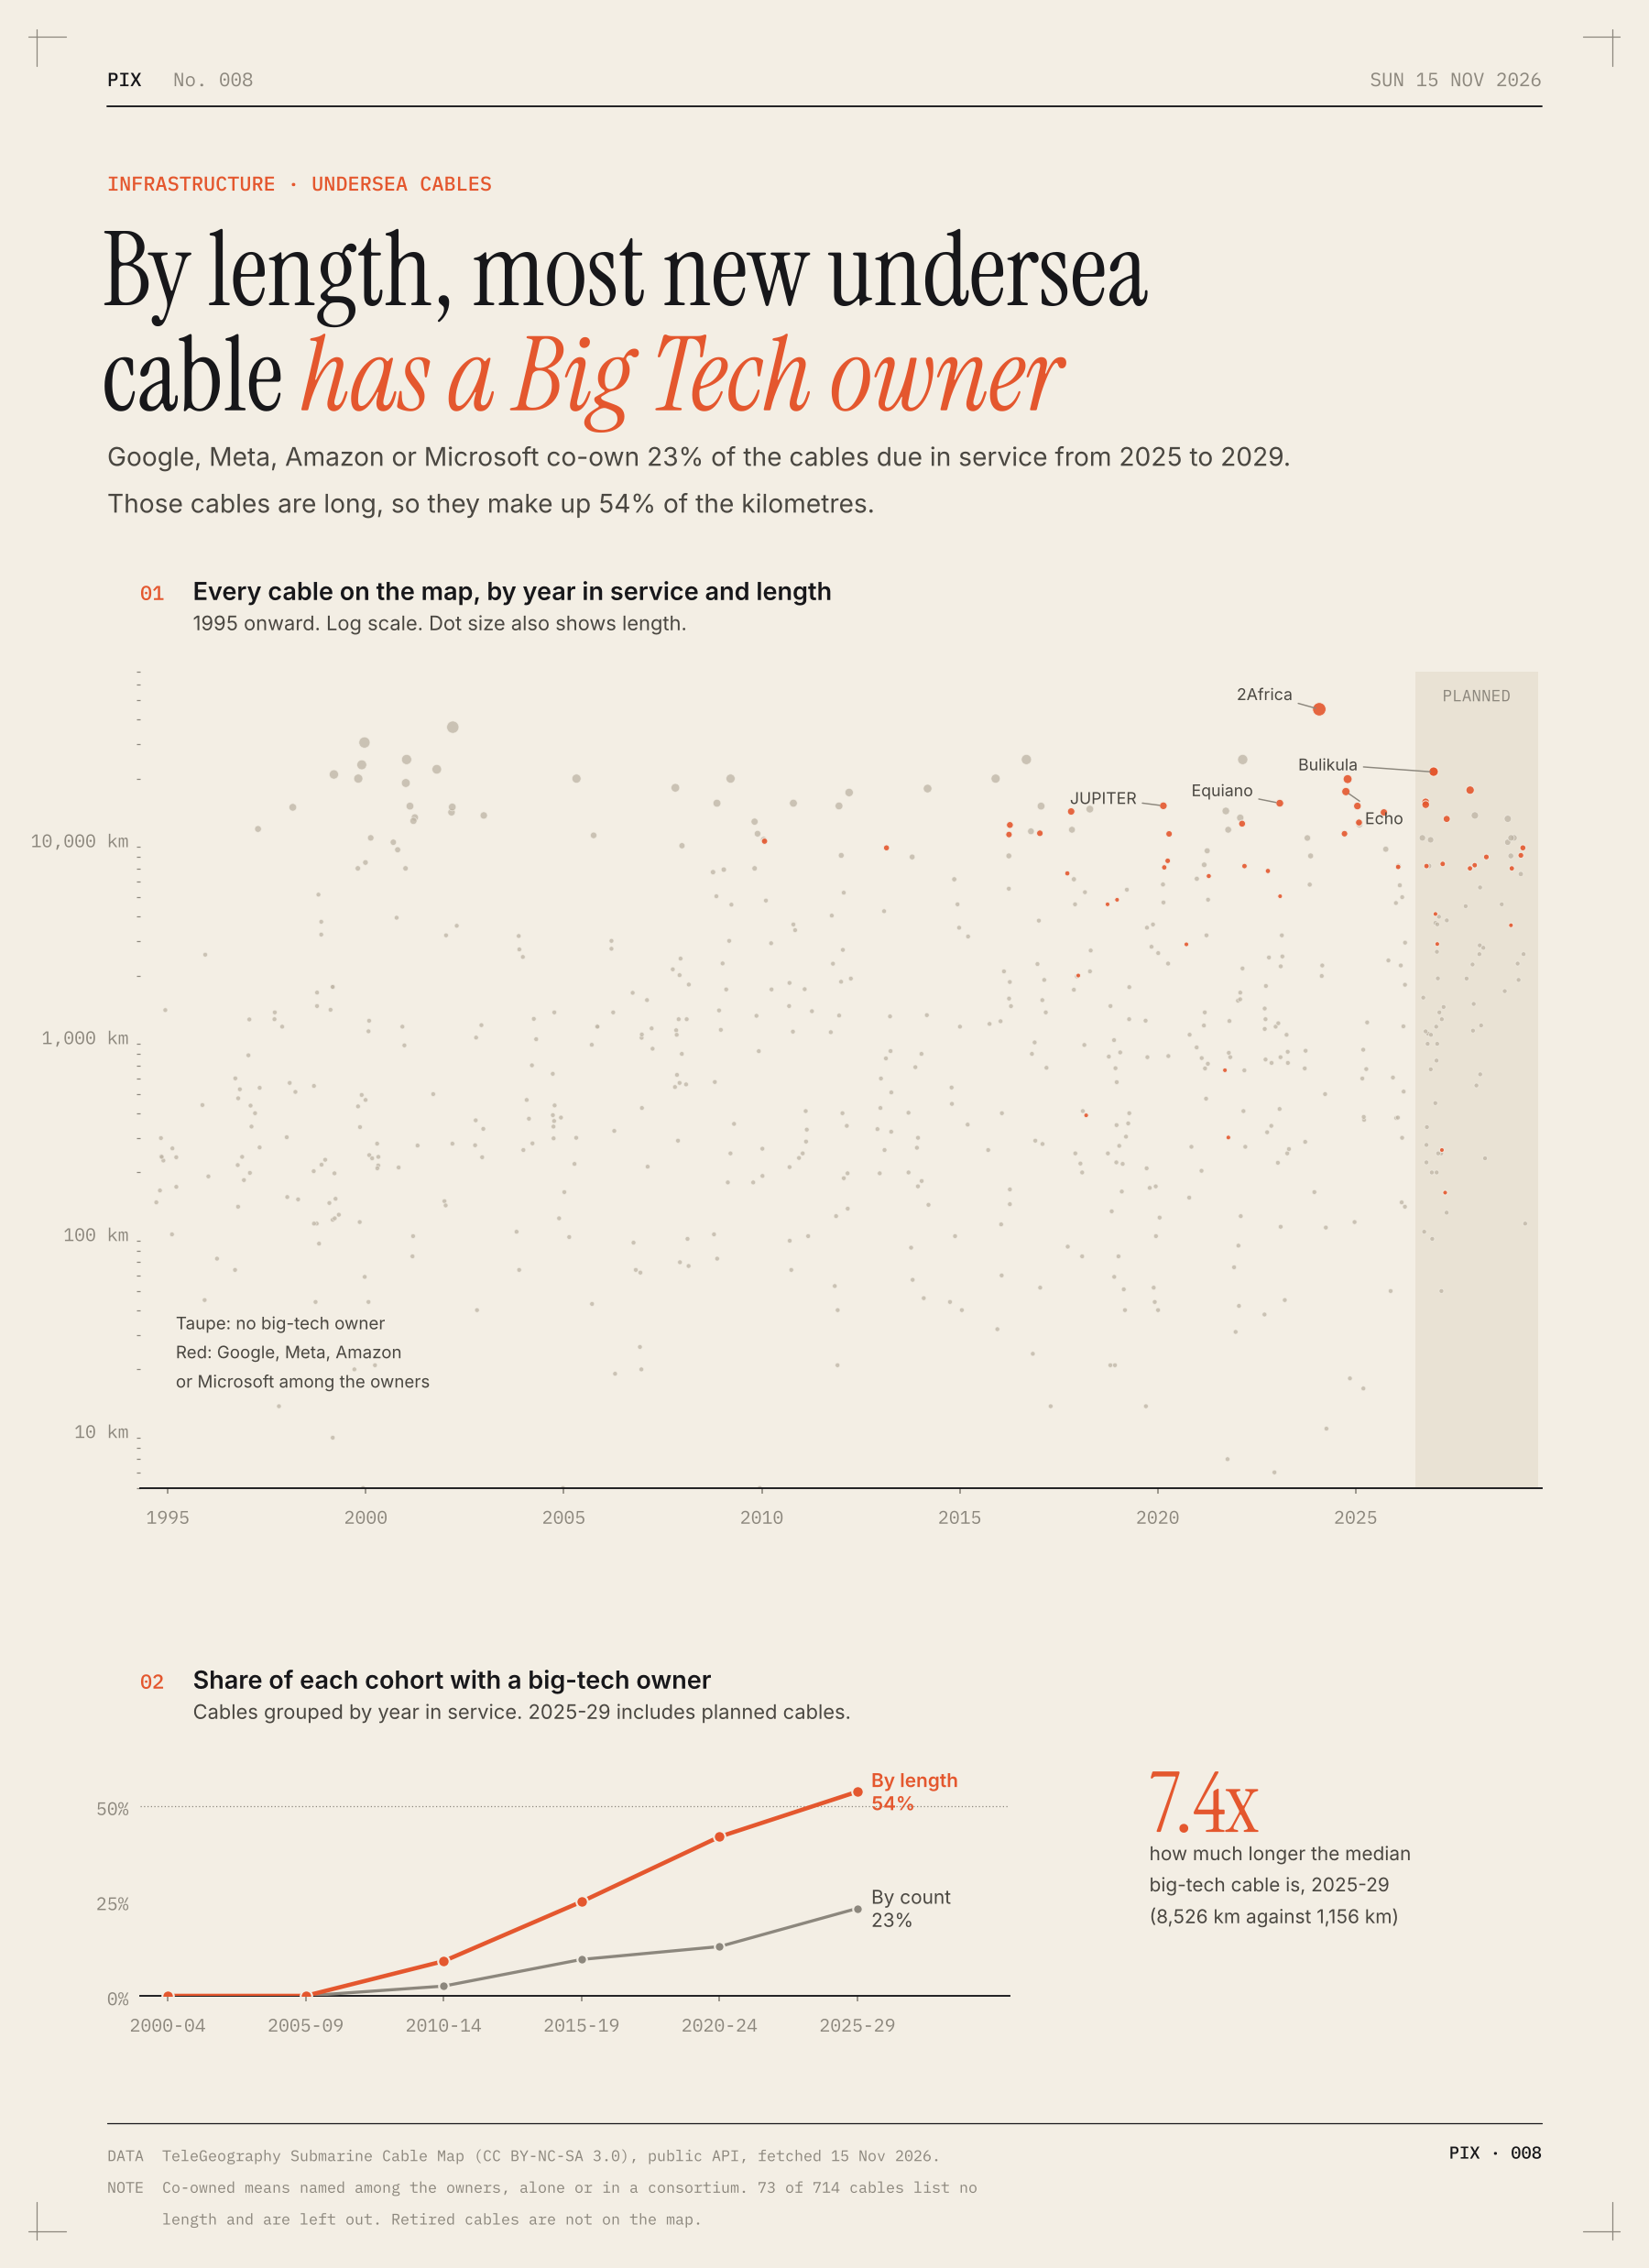 PIX No. 008
SUN 15 NOV 2026
INFRASTRUCTURE · UNDERSEA CABLES
By length, most new undersea
cable has a Big Tech owner
Google, Meta, Amazon or Microsoft co-own 23% of the cables due in service from 2025 to 2029.
Those cables are long, so they make up 54% of the kilometres.
01 Every cable on the map, by year in service and length
1995 onward. Log scale. Dot size also shows length.
PLANNED
2Africa
Bulikula
Equiano
JUPITER
Echo
10,000 km
1,000 km
100 km
10 km
Taupe: no big-tech owner
Red: Google, Meta, Amazon
or Microsoft among the owners
1995 2000 2005 2010 2015 2020 2025
02 Share of each cohort with a big-tech owner
Cables grouped by year in service. 2025-29 includes planned cables.
By length
54%
50%
By count
23%
25%
0%
2000-04 2005-09 2010-14 2015-19 2020-24 2025-29
7.4x
how much longer the median
big-tech cable is, 2025-29
(8,526 km against 1,156 km)
DATA TeleGeography Submarine Cable Map (CC BY-NC-SA 3.0), public API, fetched 15 Nov 2026.
PIX · 008
NOTE Co-owned means named among the owners, alone or in a consortium. 73 of 714 cables list no
length and are left out. Retired cables are not on the map.